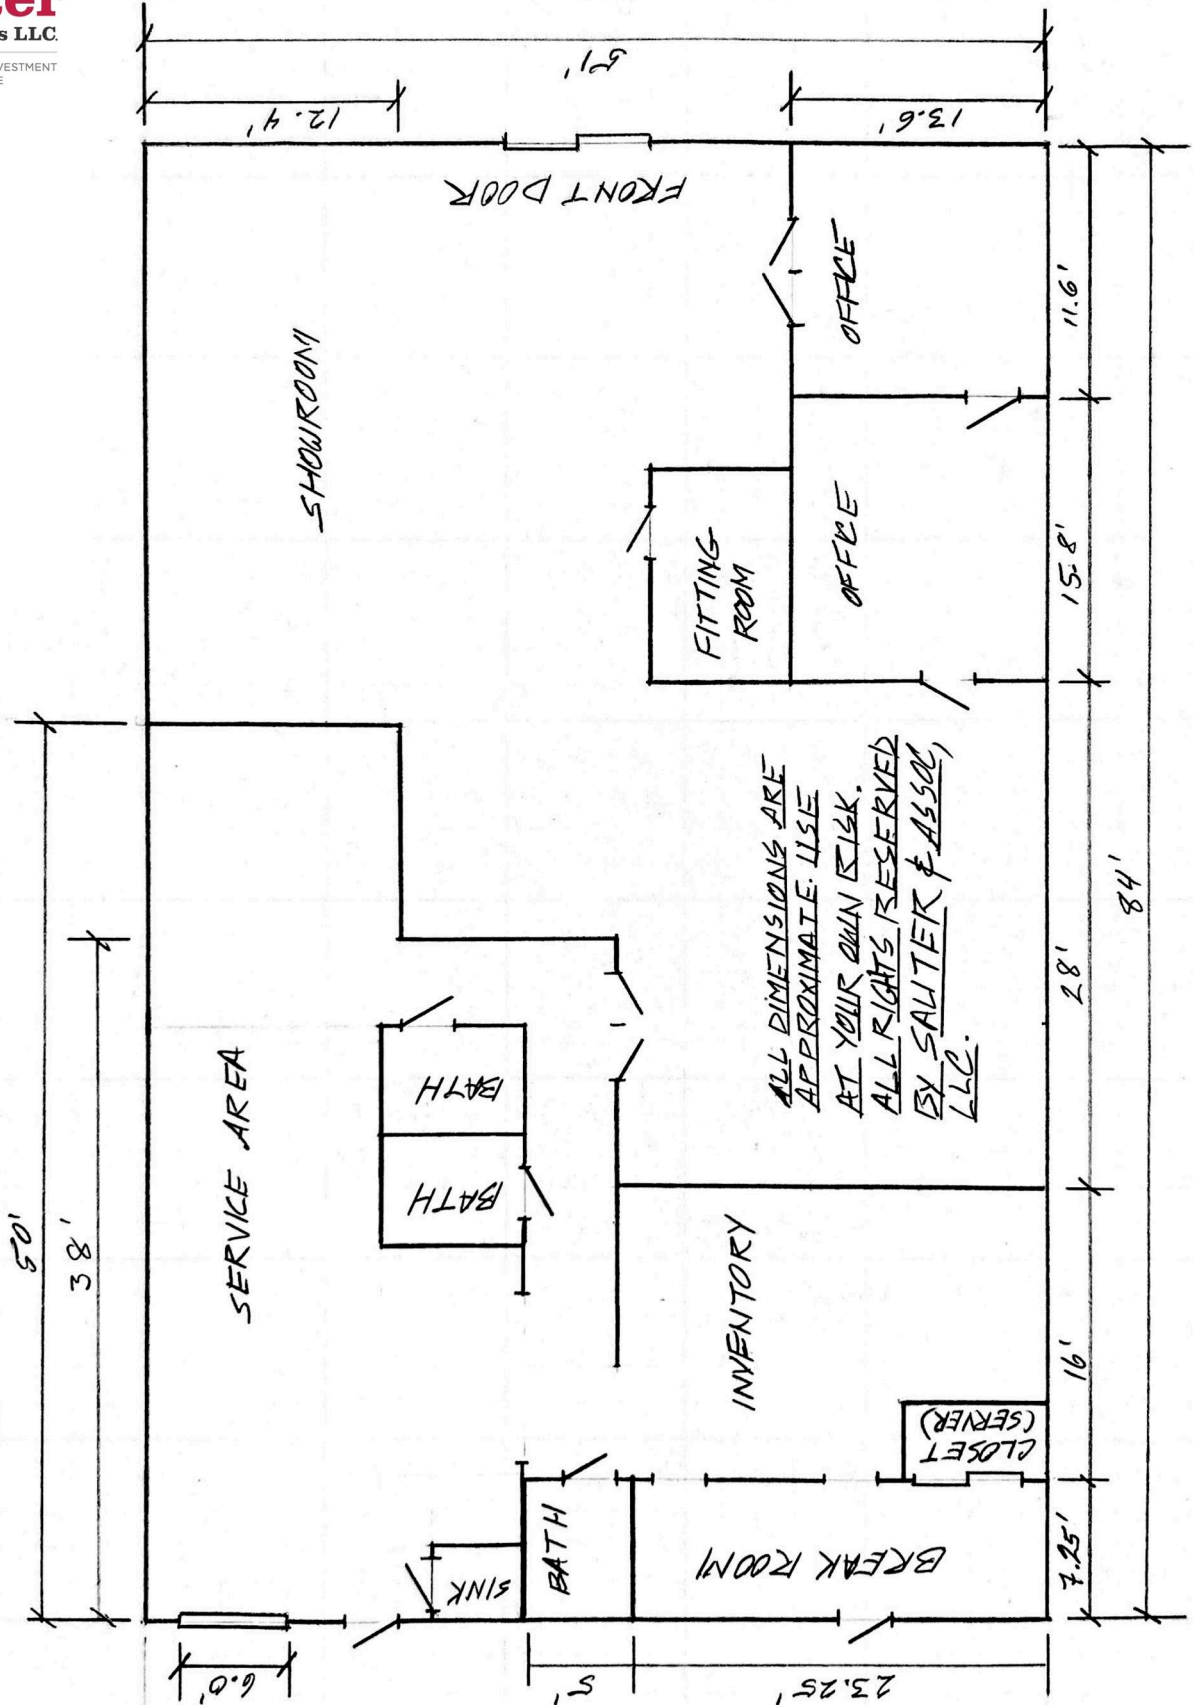 s LLC.
VESTMENT
51'
12.4'
13.6'
FRONT DOOR
SHOWROOM
OFFICE
11.6'
OFFICE
15.8'
FITTING
ROOM
50'
38'
SERVICE AREA
BATH
BATH
ALL DIMENSIONS ARE
APPROXIMATE. USE
AT YOUR OWN RISK.
ALL RIGHTS RESERVED
BY SAUTER & ASSOC,
LLC.
28'
84'
INVENTORY
16'
CLOSET
(SERVER)
SINK
BATH
BREAK ROOM
7.25'
6.0'
5'
23.25'